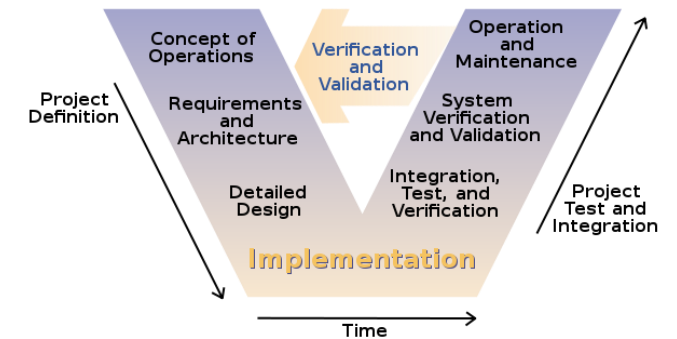 Concept of
Operations
Verification
and
Validation
Operation
and
Maintenance
Project
Definition
Requirements
and
Architecture
System
Verification
and Validation
Detailed
Design
Integration,
Test, and
Verification
Project
Test and
Integration
Implementation
Time